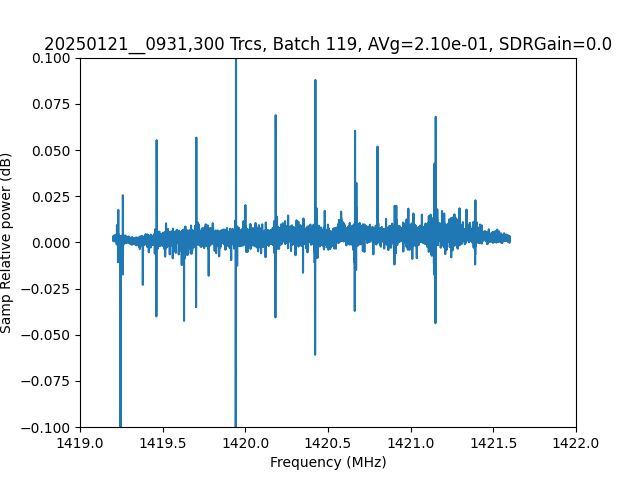 20250121__0931,300 Trcs, Batch 119, AVg=2.10e-01, SDRGain=0.0
0.100
0.075
0.050
0.025
0.000
−0.025
−0.050
−0.075
−0.100
Samp Relative power (dB)
1419.0 1419.5 1420.0 1420.5 1421.0 1421.5 1422.0
Frequency (MHz)